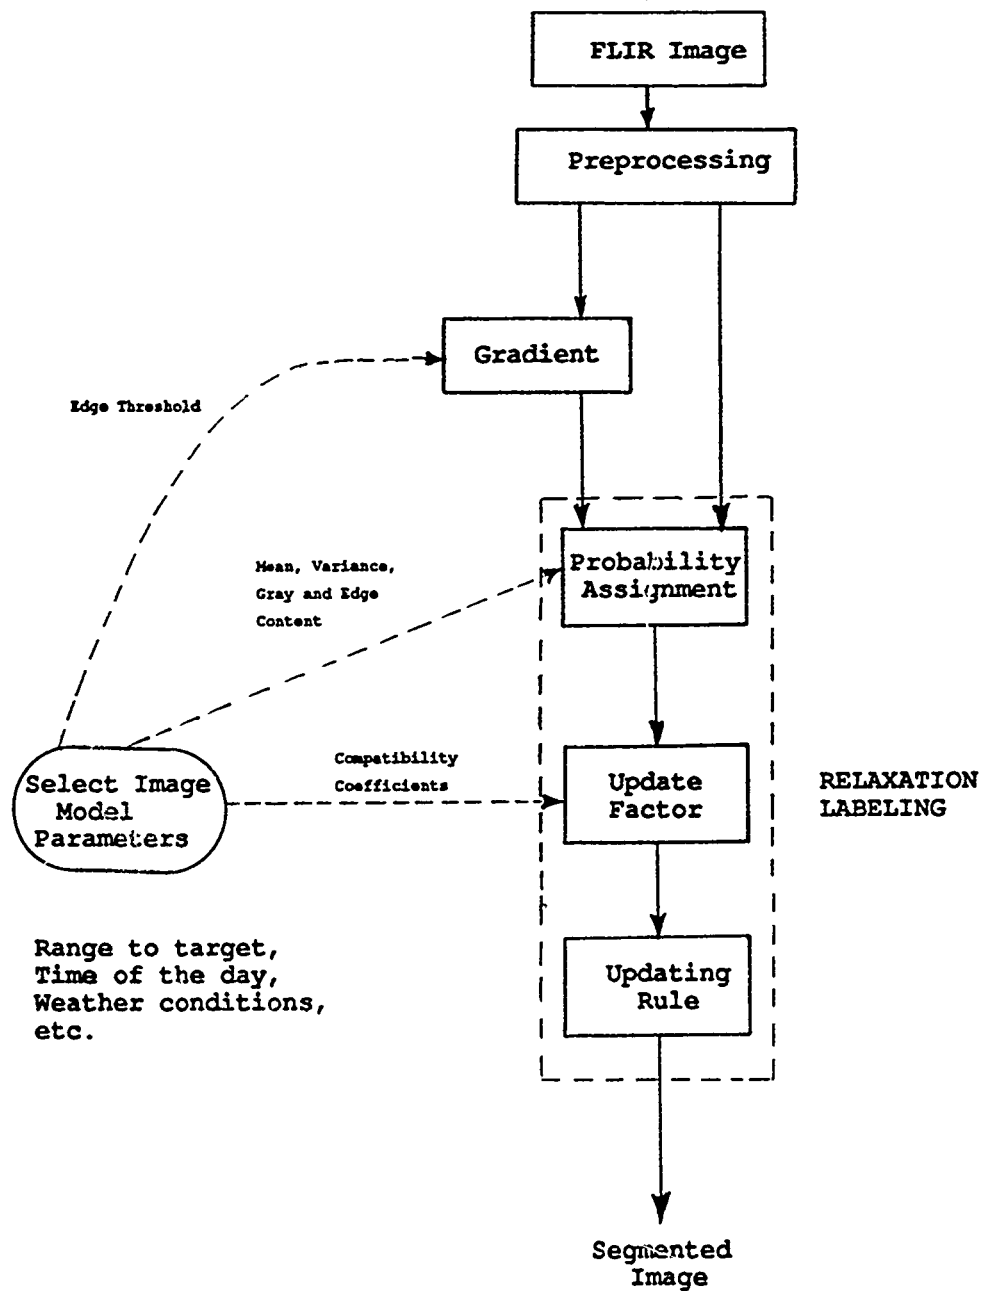 FLIR Image
Preprocessing
Gradient
Edge Threshold
Mean, Variance,
Gray and Edge
Content
Probability
Assignment
Select Image
Model
Parameters
Compatibility
Coefficients
Update
Factor
RELAXATION
LABELING
Range to target,
Time of the day,
Weather conditions,
etc.
Updating
Rule
Segmented
Image